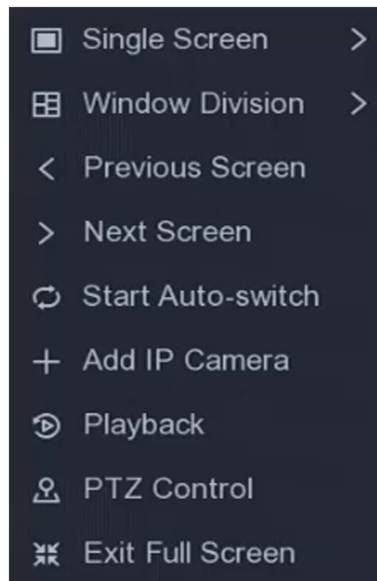 Single Screen
Window Division
Previous Screen
Next Screen
Start Auto-switch
Add IP Camera
Playback
PTZ Control
Exit Full Screen